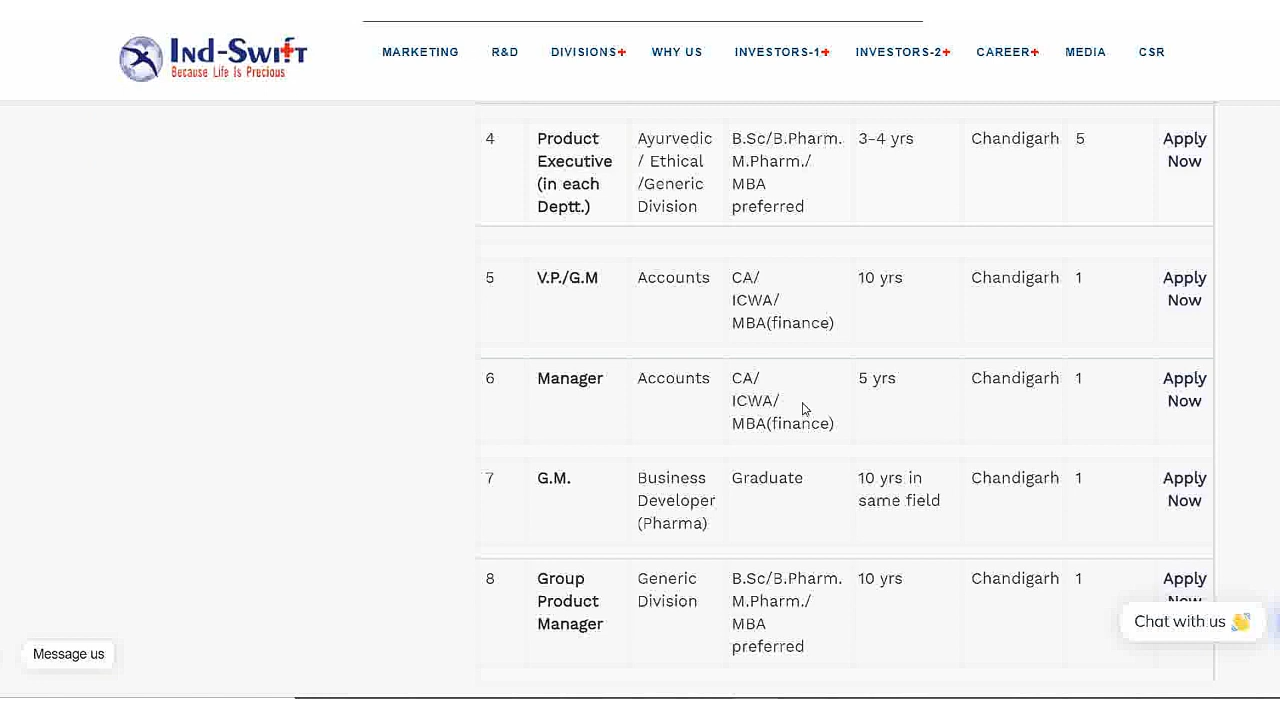 Ind-Swift
Because Life Is Precious
MARKETING R&D DIVISIONS+ WHY US INVESTORS-1+ INVESTORS-2+ CAREER+ MEDIA CSR
4 Product Ayurvedic B.Sc/B.Pharm. 3-4 yrs Chandigarh 5 Apply
Executive / Ethical M.Pharm./ Now
(in each /Generic MBA
Deptt.) Division preferred
5 V.P./G.M Accounts CA/ 10 yrs Chandigarh 1 Apply
ICWA/ Now
MBA(finance)
6 Manager Accounts CA/ 5 yrs Chandigarh 1 Apply
ICWA/ Now
MBA(finance)
7 G.M. Business Graduate 10 yrs in Chandigarh 1 Apply
Developer same field Now
(Pharma)
8 Group Generic B.Sc/B.Pharm. 10 yrs Chandigarh 1 Apply
Product Division M.Pharm./ Now
Manager MBA
preferred
Chat with us 👋
Message us